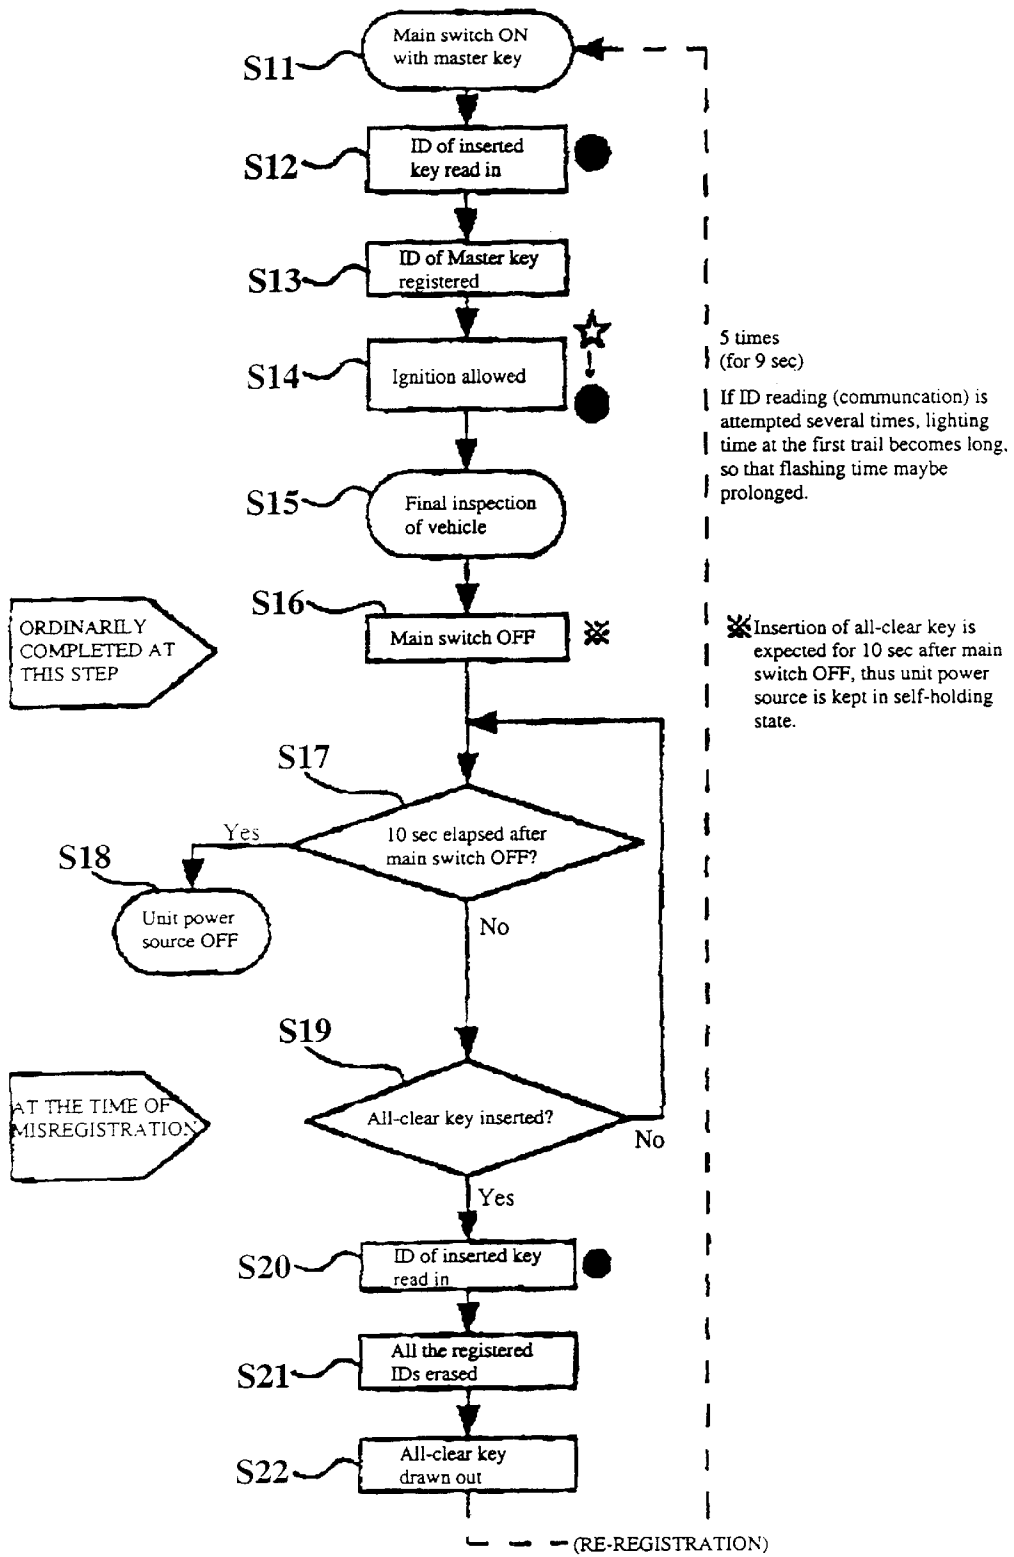 Main switch ON
with master key
S11
ID of inserted
key read in
S12
ID of Master key
registered
S13
Ignition allowed
S14
5 times
(for 9 sec)
If ID reading (communcation) is
attempted several times, lighting
time at the first trail becomes long,
so that flashing time maybe
prolonged.
Final inspection
of vehicle
S15
S16
Main switch OFF
※
ORDINARILY
COMPLETED AT
THIS STEP
※ Insertion of all-clear key is
expected for 10 sec after main
switch OFF, thus unit power
source is kept in self-holding
state.
S17
10 sec elapsed after
main switch OFF?
Yes
S18
Unit power
source OFF
No
S19
All-clear key inserted?
No
AT THE TIME OF
MISREGISTRATION
Yes
S20
ID of inserted key
read in
S21
All the registered
IDs erased
S22
All-clear key
drawn out
(RE-REGISTRATION)